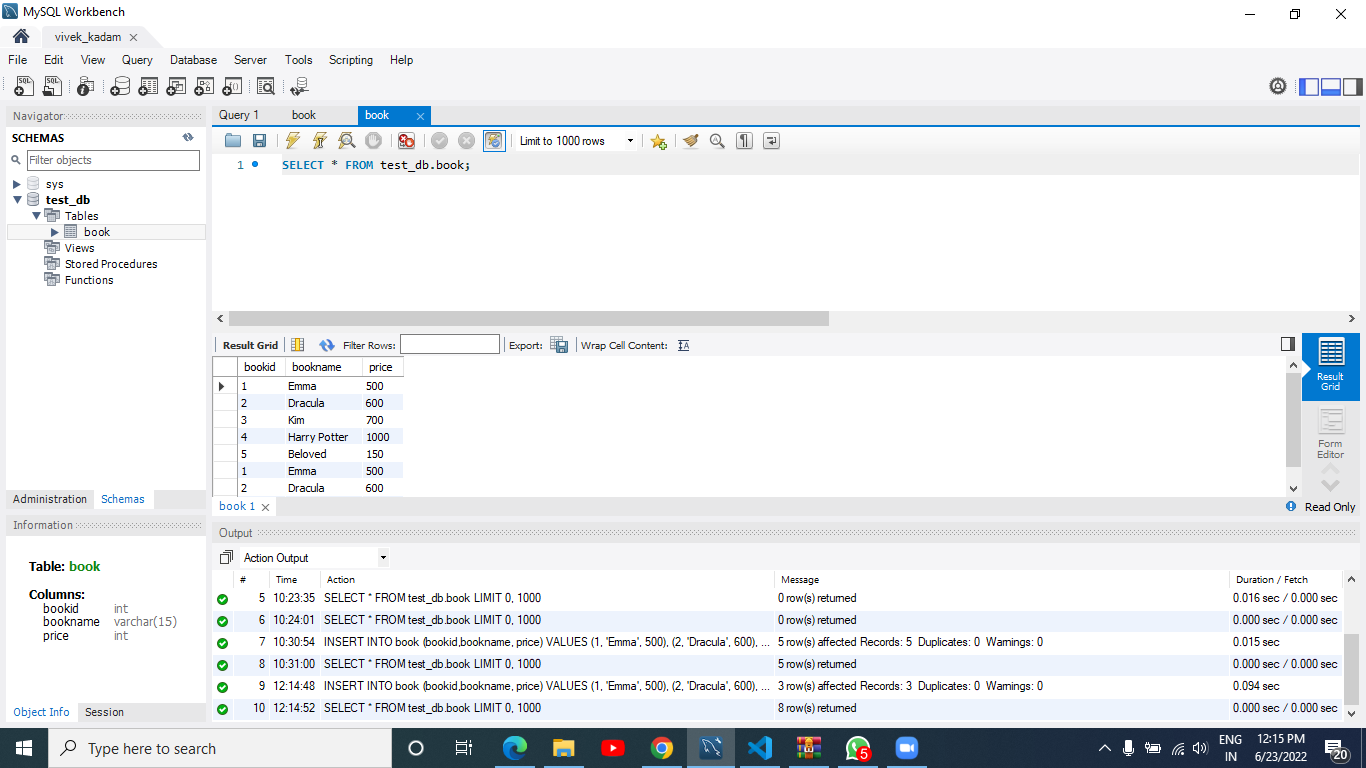 MySQL Workbench
vivek_kadam
File Edit View Query Database Server Tools Scripting Help
Navigator
SCHEMAS
Filter objects
sys
test_db
Tables
book
Views
Stored Procedures
Functions
Administration Schemas
Information
Table: book
Columns:
bookid int
bookname varchar(15)
price int
Object Info Session
Query 1 book book
Limit to 1000 rows
1 SELECT * FROM test_db.book;
Result Grid Filter Rows: Export: Wrap Cell Content:
bookid bookname price
1 Emma 500
2 Dracula 600
3 Kim 700
4 Harry Potter 1000
5 Beloved 150
1 Emma 500
2 Dracula 600
Result
Grid
Form
Editor
book 1 Read Only
Output
Action Output
# Time Action Message Duration / Fetch
5 10:23:35 SELECT * FROM test_db.book LIMIT 0, 1000 0 row(s) returned 0.016 sec / 0.000 sec
6 10:24:01 SELECT * FROM test_db.book LIMIT 0, 1000 0 row(s) returned 0.000 sec / 0.000 sec
7 10:30:54 INSERT INTO book (bookid,bookname, price) VALUES (1, 'Emma', 500), (2, 'Dracula', 600), ... 5 row(s) affected Records: 5 Duplicates: 0 Warnings: 0 0.015 sec
8 10:31:00 SELECT * FROM test_db.book LIMIT 0, 1000 5 row(s) returned 0.000 sec / 0.000 sec
9 12:14:48 INSERT INTO book (bookid,bookname, price) VALUES (1, 'Emma', 500), (2, 'Dracula', 600), ... 3 row(s) affected Records: 3 Duplicates: 0 Warnings: 0 0.094 sec
10 12:14:52 SELECT * FROM test_db.book LIMIT 0, 1000 8 row(s) returned 0.000 sec / 0.000 sec
Type here to search
5
ENG
IN
12:15 PM
6/23/2022
20